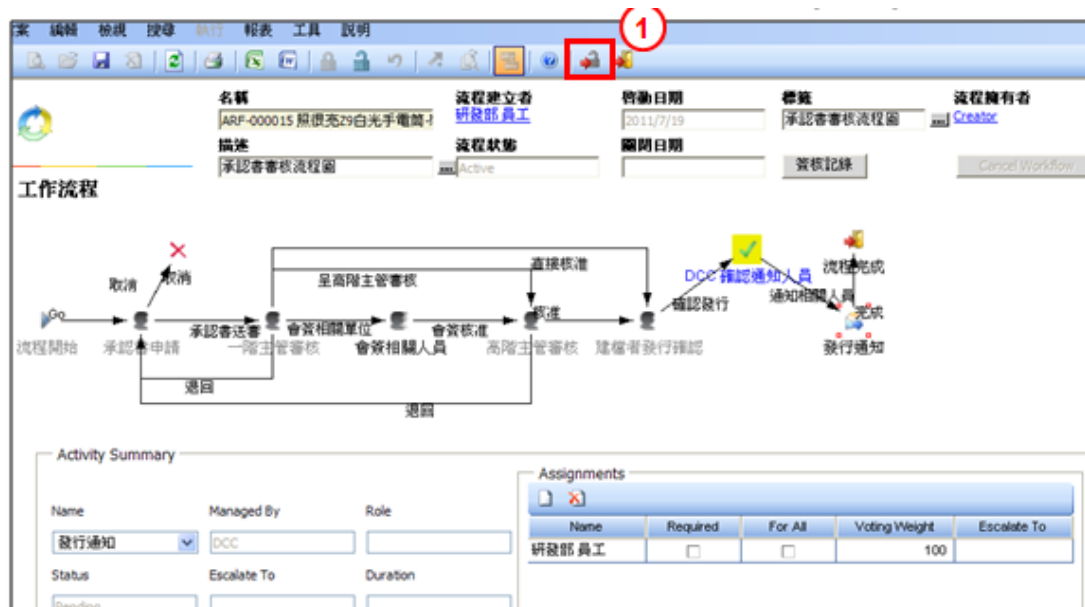 案 編輯 檢視 搜尋 執行 報表 工具 說明
1
名稱 流程建立者 啓動日期 標籤 流程擁有者
ARF-000015 照很亮Z9白光手電筒- 研發部 員工 2011/7/19 承認書審核流程圖 ... Creator
描述 流程狀態 關閉日期
承認書審核流程圖 ... Active 簽核記錄 Cancel Workflow
工作流程
取消
取消
直接核准
呈高階主管審核
DCC 確認通知人員
流程完成
Go
承認書送審
會簽相關單位
會簽核准
核准
確認發行
通知相關人員
完成
流程開始 承認書申請 一階主管審核 會簽相關人員 高階主管審核 建檔者發行確認 發行通知
退回
退回
Activity Summary
Assignments
Name Managed By Role
發行通知 DCC
Status Escalate To Duration
Pending
Name Required For All Voting Weight Escalate To
研發部 員工 100